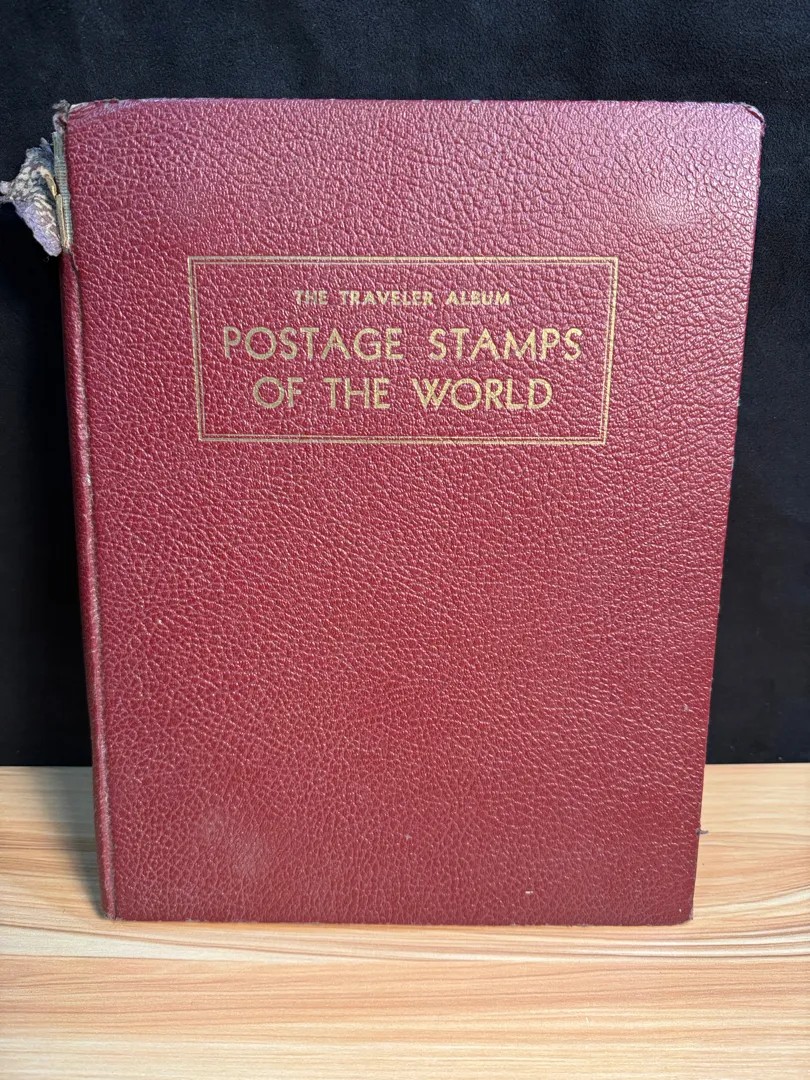 THE TRAVELER ALBUM
POSTAGE STAMPS
OF THE WORLD